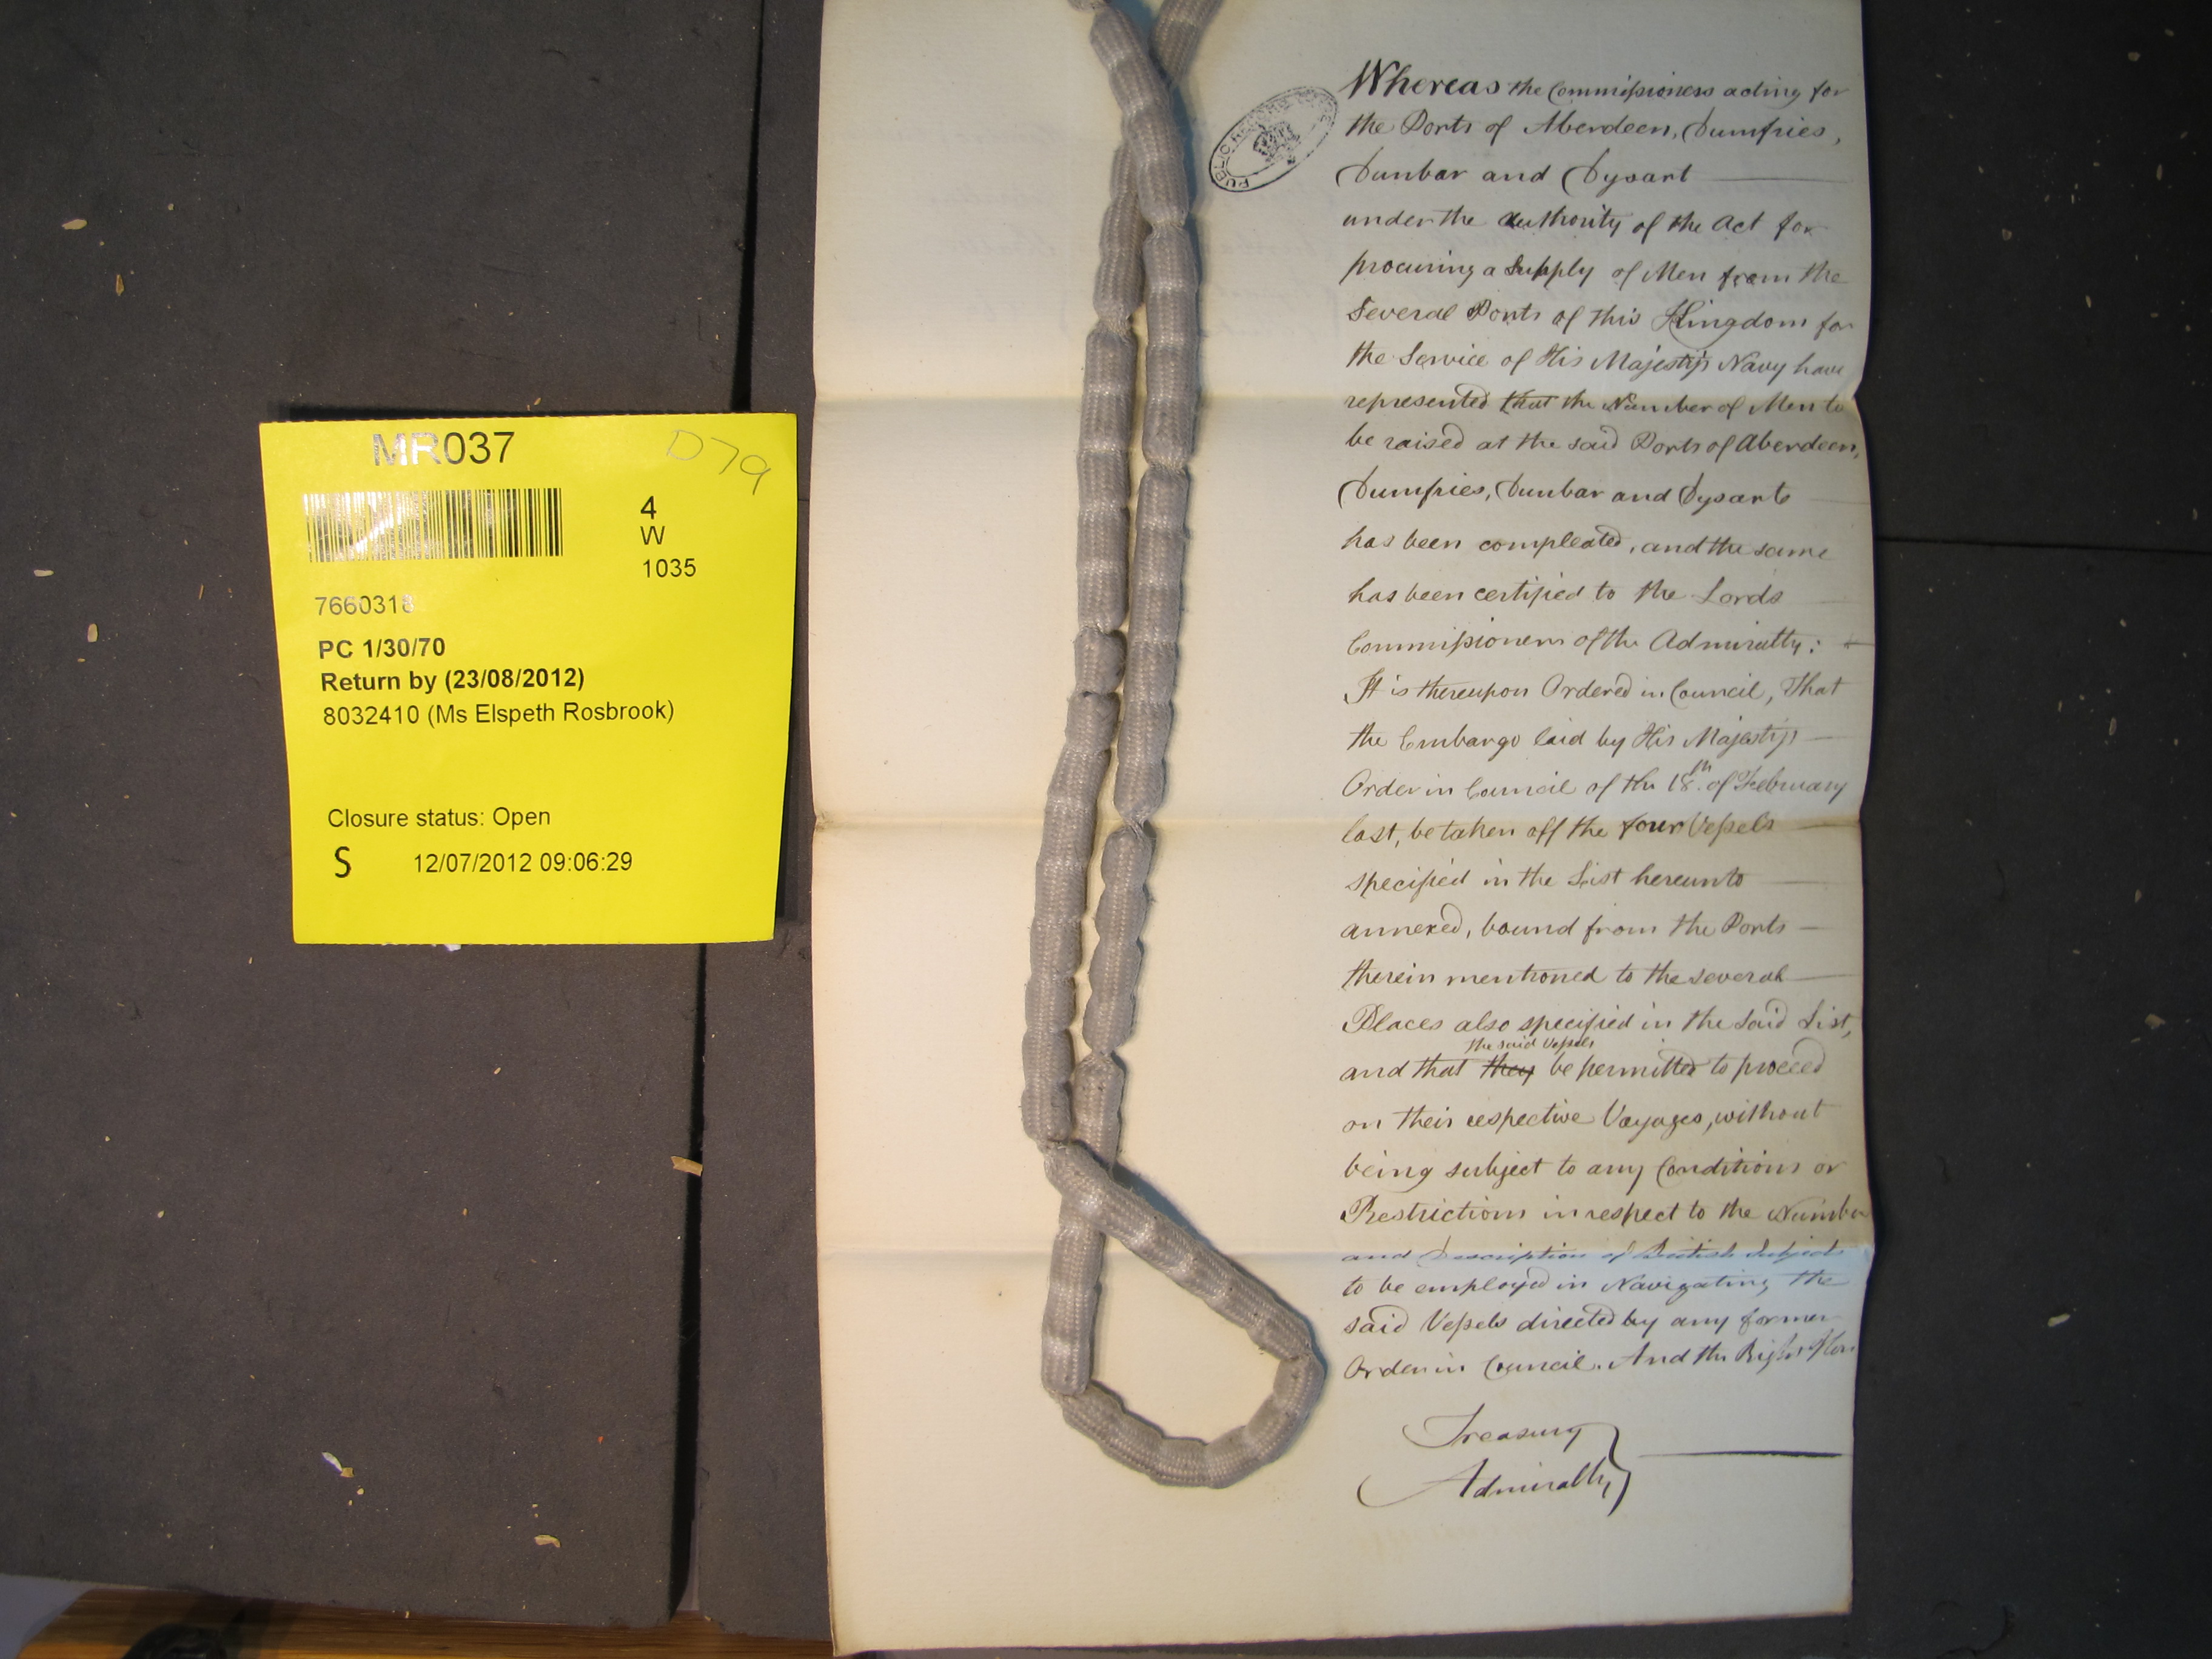 MR037
D79
4
W
1035
7660318
PC 1/30/70
Return by (23/08/2012)
8032410 (Ms Elspeth Rosbrook)
Closure status: Open
S 12/07/2012 09:06:29
PUBLIC RECORD OFFICE
Whereas the Commissioners acting for
the Ports of Aberdeen, Dumfries,
Dunbar and Dysart
under the authority of the Act for
procuring a Supply of Men from the
Several Ports of this Kingdom for
the Service of His Majesty's Navy have
represented that the Number of Men to
be raised at the said Ports of Aberdeen,
Dumfries, Dunbar and Dysart
has been compleated, and the same
has been certified to the Lords
Commissioners of the Admiralty:
It is thereupon Ordered in Council, That
the Embargo laid by His Majesty's
Order in Council of the 18th of February
last, be taken off the four Vessels
specified in the List hereunto
annexed, bound from the Ports
therein mentioned to the several
Places also specified in the said List,
the said Vessels
and that they be permitted to proceed
on their respective Voyages, without
being subject to any Conditions or
Restrictions in respect to the Number
and Description of British Subjects
to be employed in Navigating the
said Vessels directed by any former
Order in Council. And the Right Hon
Treasury
Admiralty